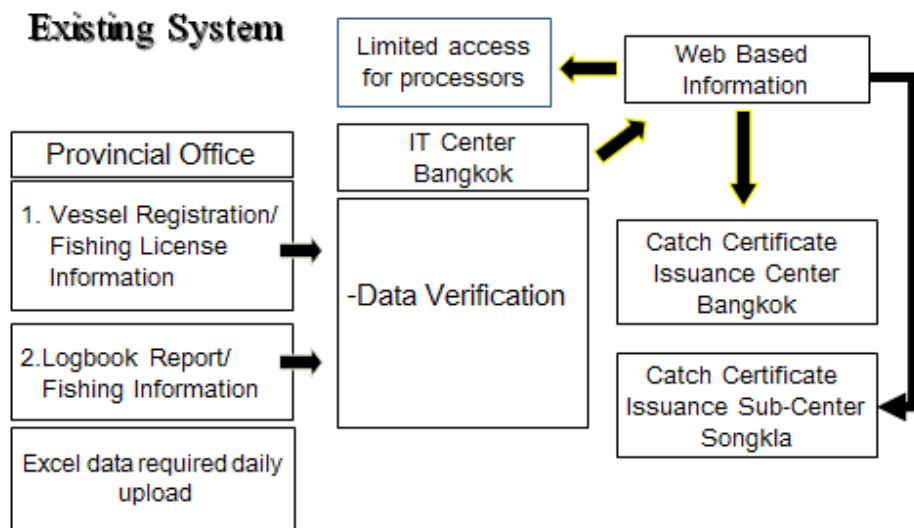 Existing System
Limited access
for processors
Web Based
Information
Provincial Office
IT Center
Bangkok
1. Vessel Registration/
Fishing License
Information
-Data Verification
Catch Certificate
Issuance Center
Bangkok
2.Logbook Report/
Fishing Information
Catch Certificate
Issuance Sub-Center
Songkla
Excel data required daily
upload